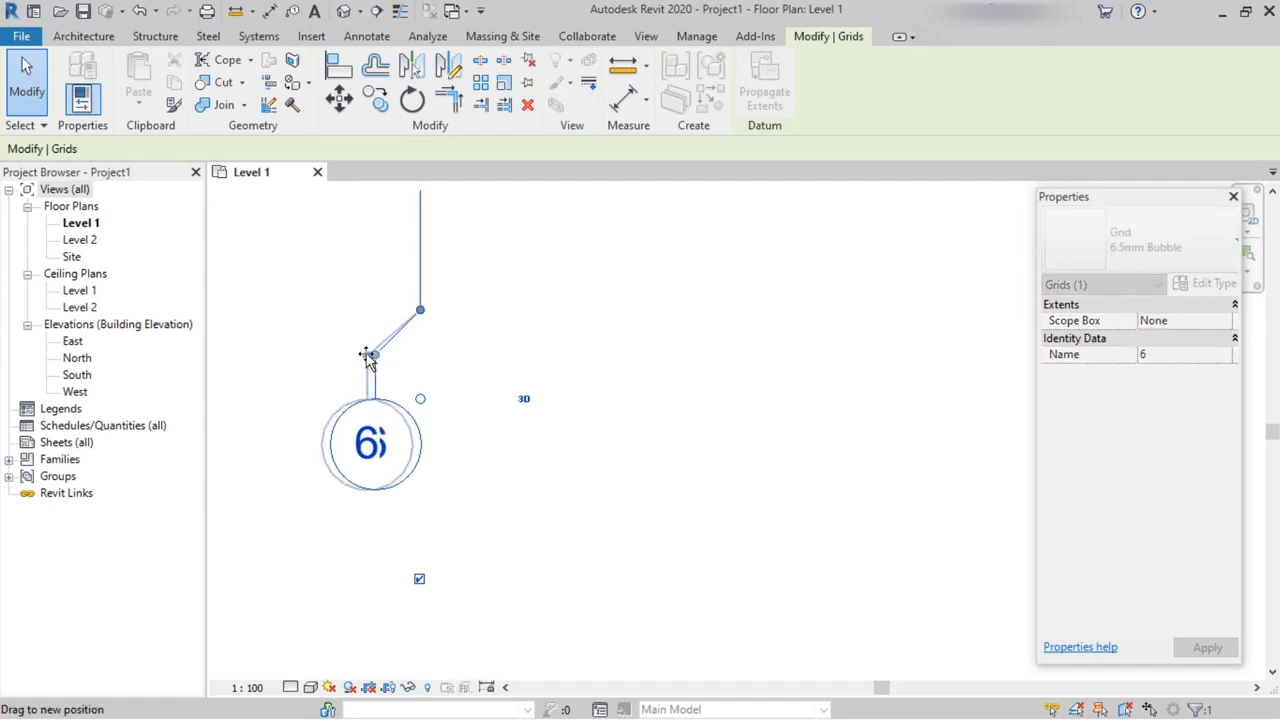 Autodesk Revit 2020 - Project1 - Floor Plan: Level 1
File Architecture Structure Steel Systems Insert Annotate Analyze Massing & Site Collaborate View Manage Add-Ins Modify | Grids
Modify Paste Cope Cut Join Propagate Extents
Select Properties Clipboard Geometry Modify View Measure Create Datum
Modify | Grids
Project Browser - Project1
Level 1
Views (all)
Floor Plans
Level 1
Level 2
Site
Ceiling Plans
Level 1
Level 2
Elevations (Building Elevation)
East
North
South
West
Legends
Schedules/Quantities (all)
Sheets (all)
Families
Groups
Revit Links
3D
6
2D
Properties
Grid
6.5mm Bubble
Grids (1)
Edit Type
Extents
Scope Box None
Identity Data
Name 6
Properties help
Apply
1 : 100
Drag to new position
:0
Main Model
:1